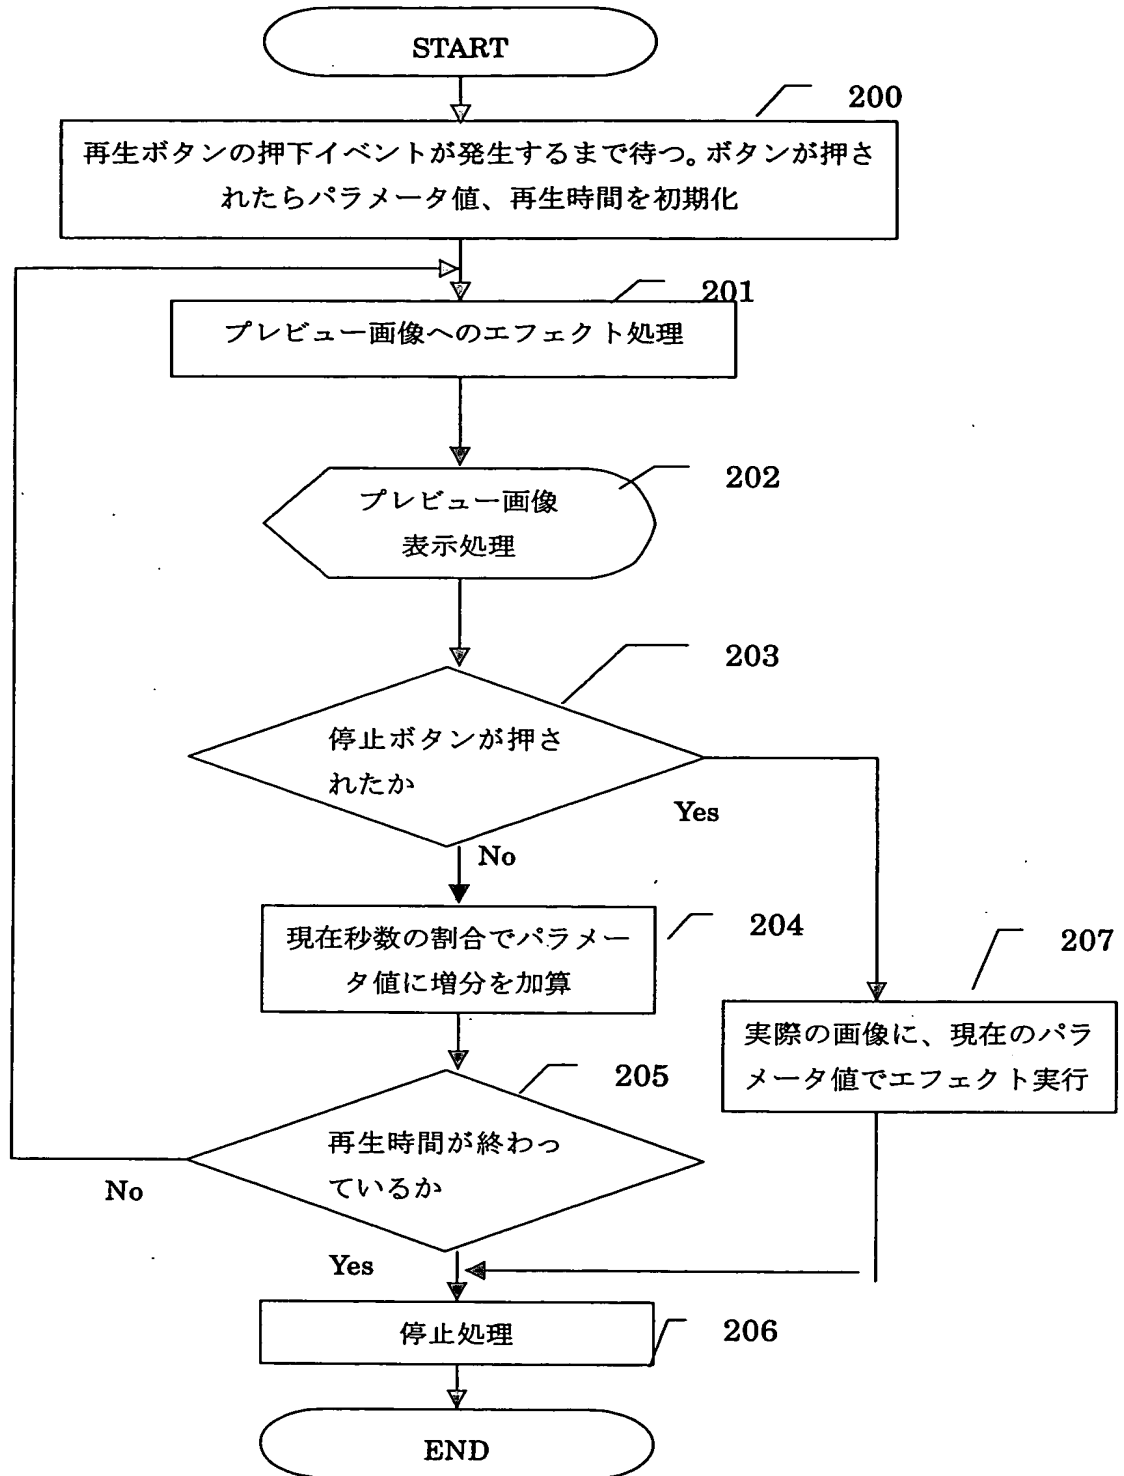 START
200
再生ボタンの押下イベントが発生するまで待つ。ボタンが押さ
れたらパラメータ値、再生時間を初期化
201
プレビュー画像へのエフェクト処理
202
プレビュー画像
表示処理
203
停止ボタンが押さ
れたか
Yes
No
204
現在秒数の割合でパラメー
タ値に増分を加算
207
実際の画像に、現在のパラ
メータ値でエフェクト実行
205
再生時間が終わっ
ているか
No
Yes
停止処理
206
END